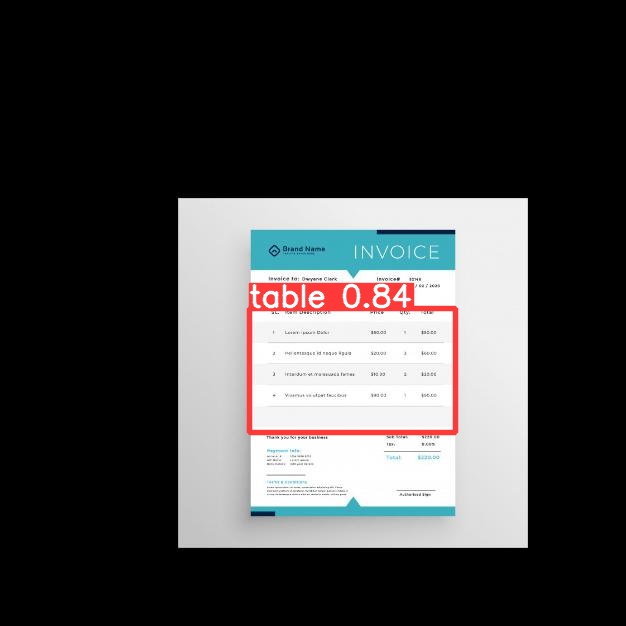 Brand Name
INVOICE
Invoice to: Dwyane Clark
Invoice#
/ 02 / 2020
table 0.84
SL. Item Description Price Qty. Total
1 Lorem Ipsum Dolor $50.00 1 $50.00
2 Pellentesque id neque ligula $20.00 3 $60.00
3 Interdum et malesuada fames $10.00 2 $20.00
4 Vivamus volutpat faucibus $90.00 1 $90.00
Thank you for your business
Sub Total: $220.00
Tax: 0.00%
Payment Info:
Total: $220.00
Terms & Conditions
Authorised Sign